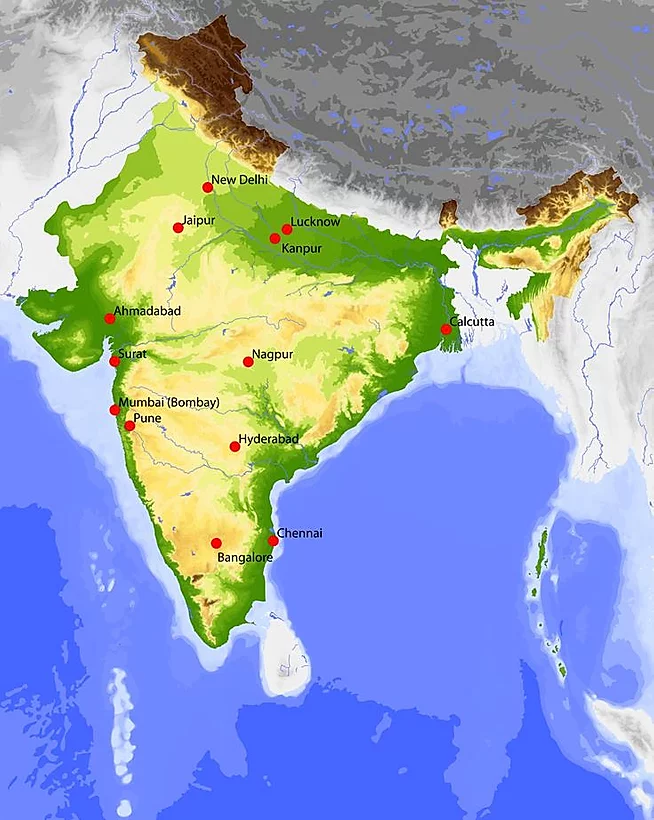 New Delhi
Jaipur
Lucknow
Kanpur
Ahmadabad
Calcutta
Surat
Nagpur
Mumbai (Bombay)
Pune
Hyderabad
Chennai
Bangalore